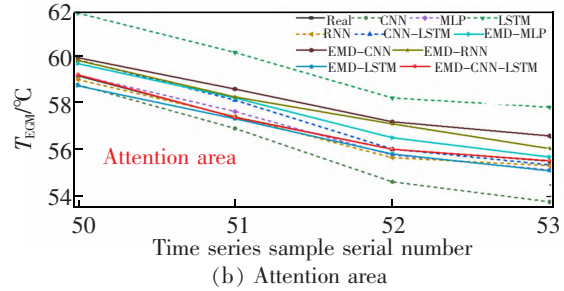 Real CNN MLP LSTM
RNN CNN-LSTM EMD-MLP
EMD-CNN EMD-RNN
EMD-LSTM EMD-CNN-LSTM
62
60
58
56
54
T_EGM/℃
Attention area
50 51 52 53
Time series sample serial number
(b) Attention area